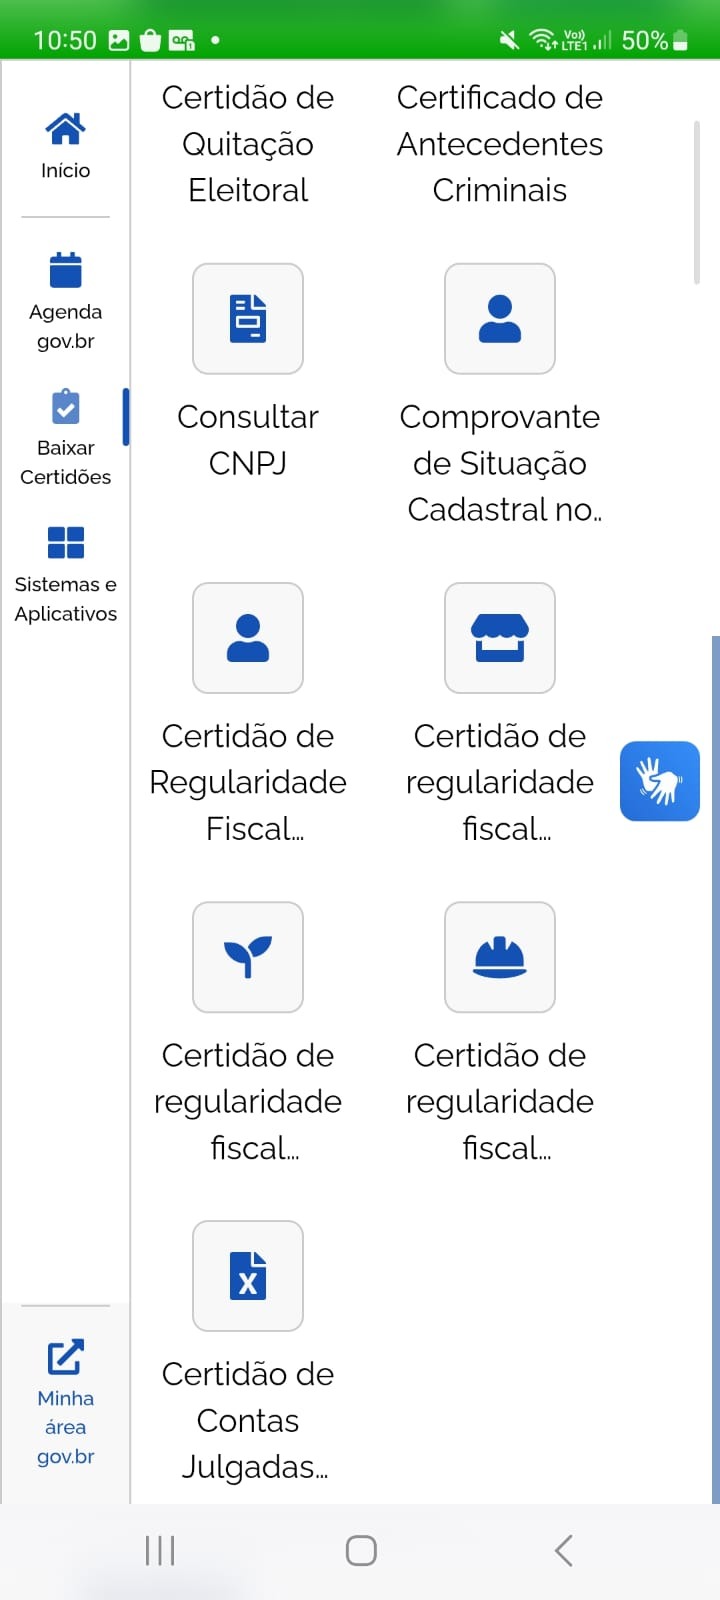 10:50
Vo))
LTE1
50%
Início
Agenda
gov.br
Baixar
Certidões
Sistemas e
Aplicativos
Minha
área
gov.br
Certidão de
Quitação
Eleitoral
Certificado de
Antecedentes
Criminais
Consultar
CNPJ
Comprovante
de Situação
Cadastral no..
Certidão de
Regularidade
Fiscal...
Certidão de
regularidade
fiscal...
Certidão de
regularidade
fiscal...
Certidão de
regularidade
fiscal...
X
Certidão de
Contas
Julgadas...